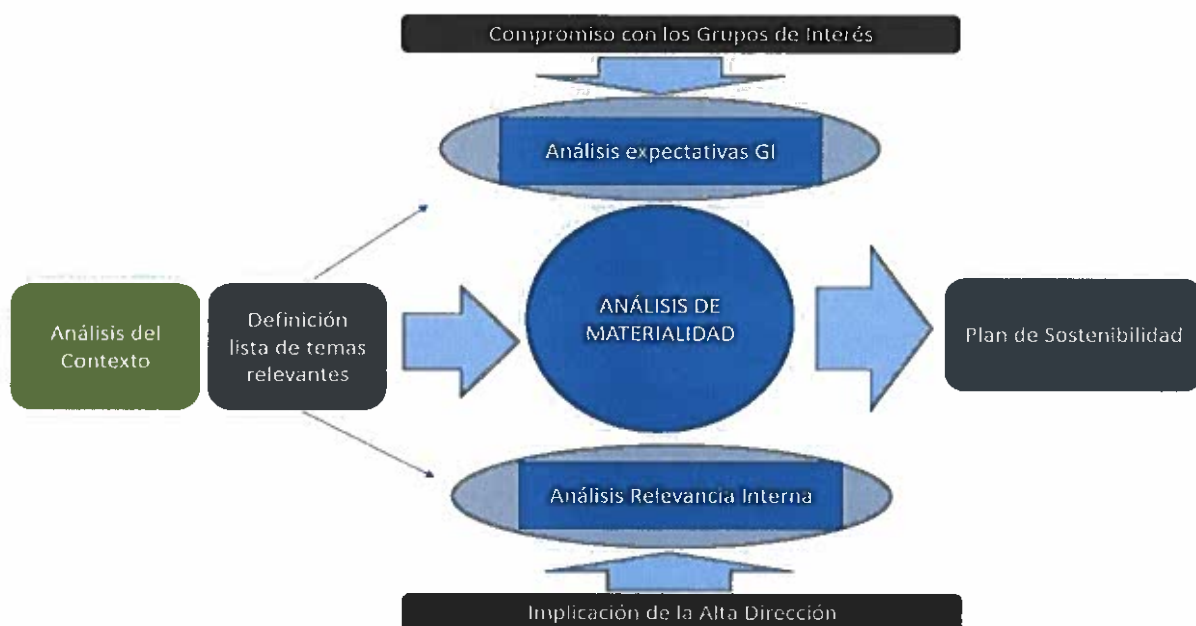 Compromiso con los Grupos de Interés
Análisis expectativas GI
Análisis del
Contexto
Definición
lista de temas
relevantes
ANÁLISIS DE
MATERIALIDAD
Plan de Sostenibilidad
Análisis Relevancia Interna
Implicación de la Alta Dirección